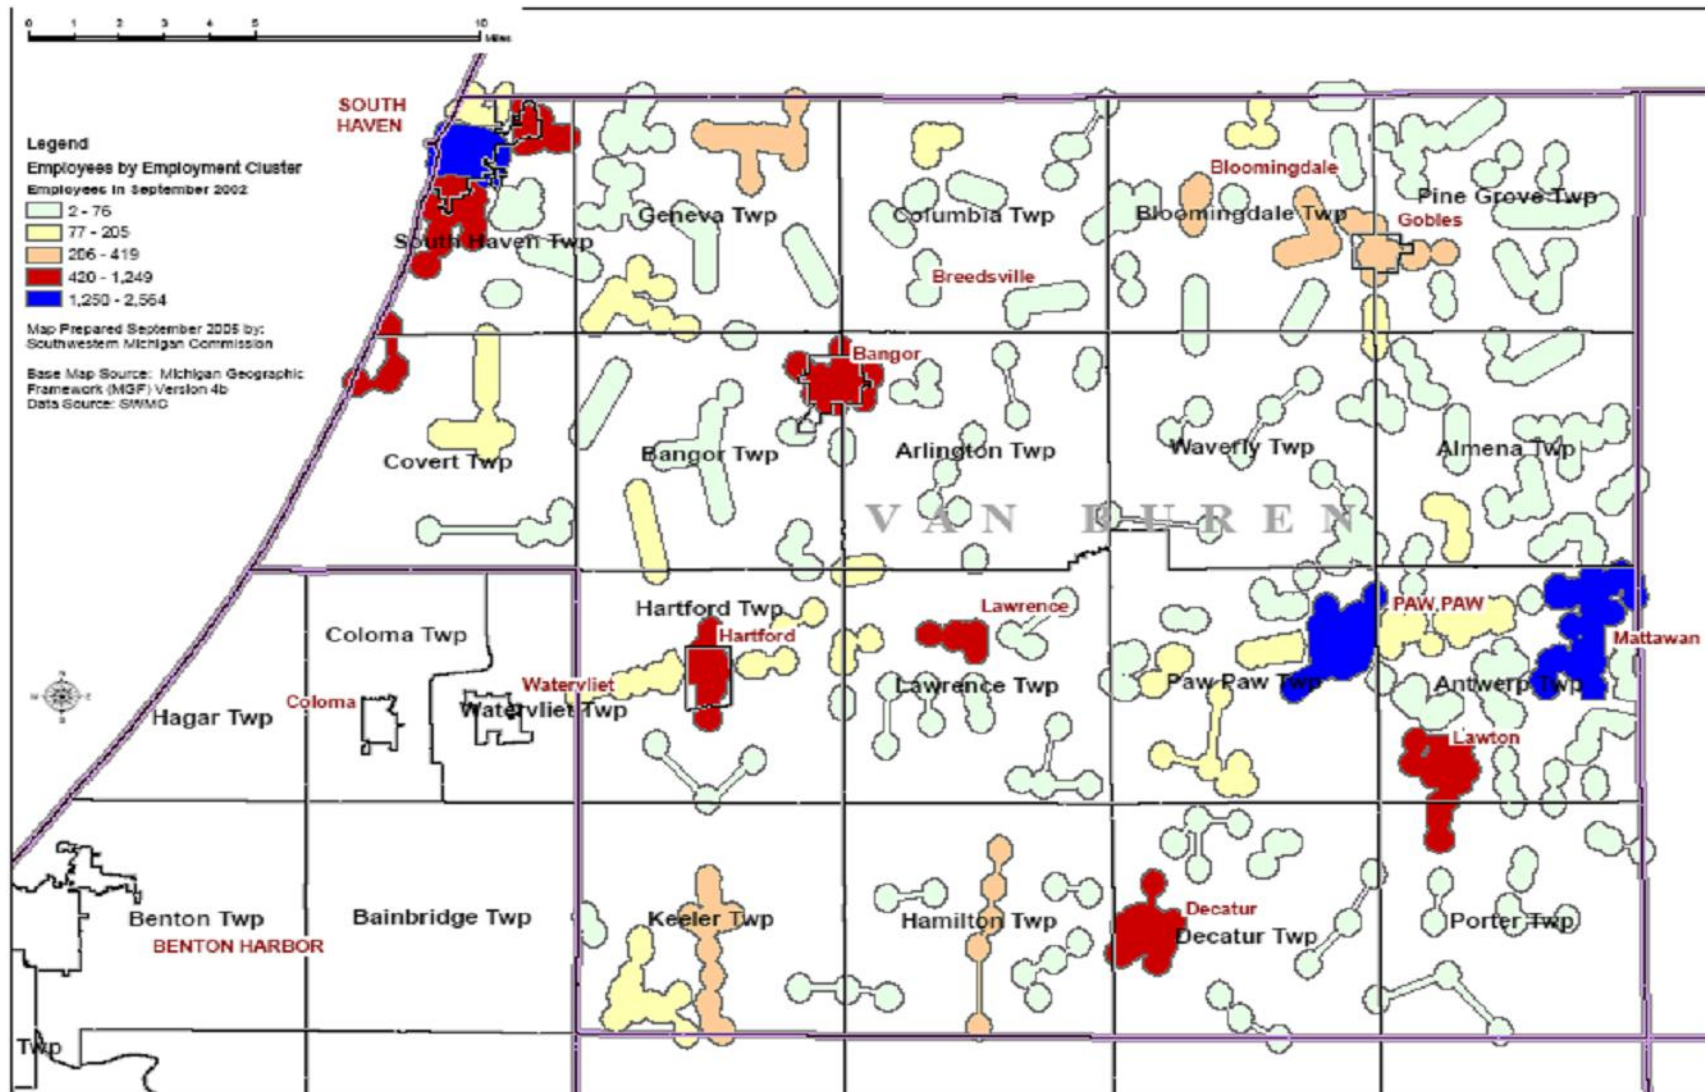 0 1 2 3 4 5 10
Miles
SOUTH
HAVEN
Legend
Employees by Employment Cluster
Employees in September 2002
2 - 76
77 - 205
206 - 419
420 - 1,249
1,250 - 2,564
Map Prepared September 2005 by:
Southwestern Michigan Commission
Base Map Source: Michigan Geographic
Framework (MGF) Version 4b
Data Source: SWMC
Bloomingdale
Geneva Twp
Columbia Twp
Bloomingdale Twp
Pine Grove Twp
Gobles
South Haven Twp
Breedsville
Bangor
Covert Twp
Bangor Twp
Arlington Twp
Waverly Twp
Almena Twp
VAN BUREN
Hartford Twp
Lawrence
PAW PAW
Coloma Twp
Hartford
Mattawan
Watervliet
Lawrence Twp
Paw Paw Twp
Antwerp Twp
Coloma
Hagar Twp
Watervliet Twp
Lawton
N
W E
S
Benton Twp
Bainbridge Twp
Keeler Twp
Hamilton Twp
Decatur
Decatur Twp
Porter Twp
BENTON HARBOR
Twp